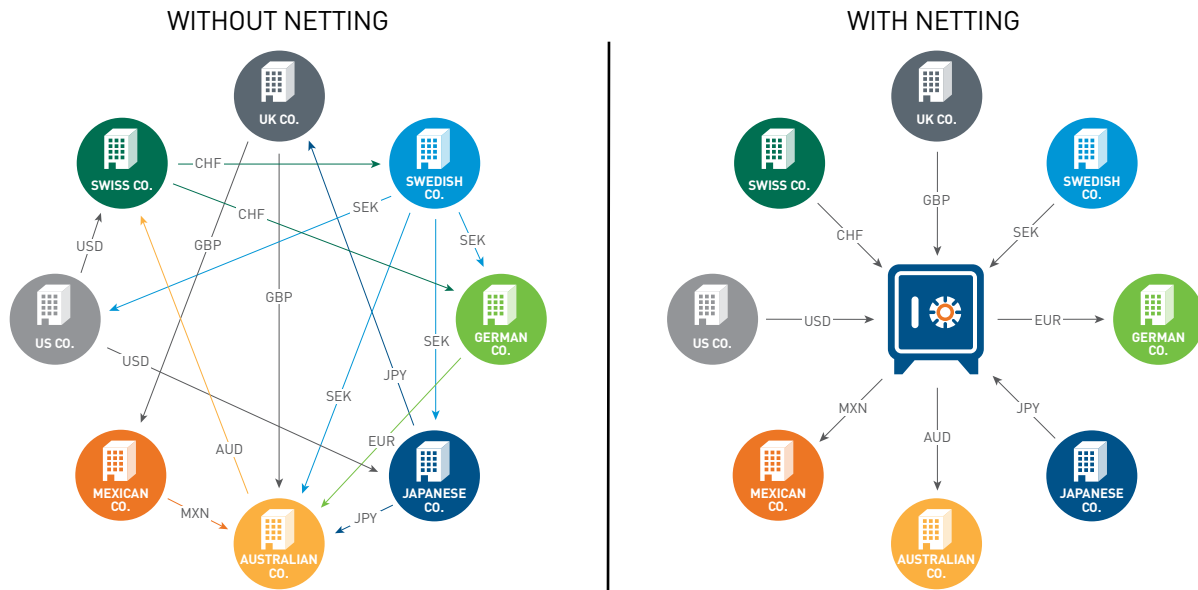 WITHOUT NETTING
UK CO.
SWISS CO.
CHF
SWEDISH
CO.
CHF
SEK
SEK
USD
GBP
GBP
US CO.
SEK
GERMAN
CO.
USD
JPY
SEK
EUR
AUD
MEXICAN
CO.
JAPANESE
CO.
MXN
JPY
AUSTRALIAN
CO.
WITH NETTING
UK CO.
SWISS CO.
SWEDISH
CO.
GBP
CHF
SEK
US CO.
USD
EUR
GERMAN
CO.
MXN
JPY
AUD
MEXICAN
CO.
JAPANESE
CO.
AUSTRALIAN
CO.